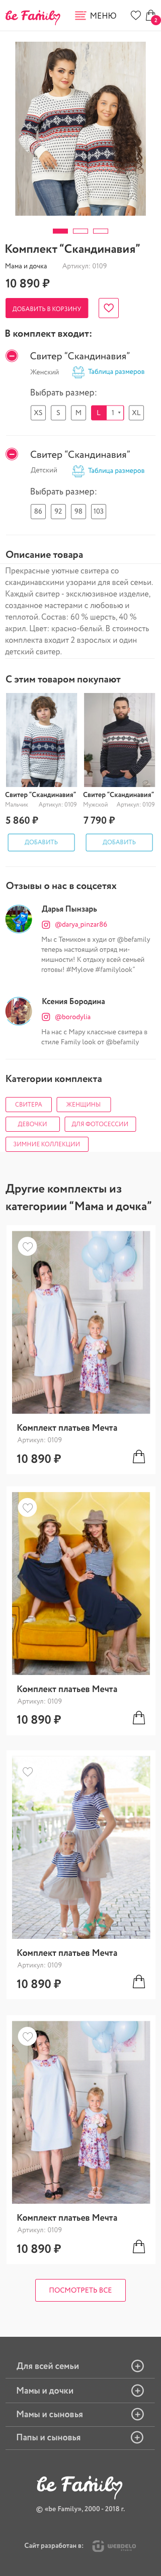 be Family
МЕНЮ
2
Комплект "Скандинавия"
Мама и дочка
Артикул: 0109
10 890 ₽
ДОБАВИТЬ В КОРЗИНУ
В комплект входит:
Свитер "Скандинавия"
Женский
Таблица размеров
Выбрать размер:
XS S M L 1 XL
Свитер "Скандинавия"
Детский
Таблица размеров
Выбрать размер:
86 92 98 103
Описание товара
Прекрасные уютные свитера со
скандинавскими узорами для всей семьи.
Каждый свитер - эксклюзивное изделие,
созданное мастерами с любовью и
теплотой. Состав: 60 % шерсть, 40 %
акрил. Цвет: красно-белый. В стоимость
комплекта входит 2 взрослых и один
детский свитер.
С этим товаром покупают
Свитер "Скандинавия"
Мальчик
Артикул: 0109
5 860 ₽
ДОБАВИТЬ
Свитер "Скандинавия"
Мужской
Артикул: 0109
7 790 ₽
ДОБАВИТЬ
Отзывы о нас в соцсетях
Дарья Пынзарь
@darya_pinzar86
Мы с Темиком в худи от @befamily
теперь настоящий отряд ми-
мишности! К отдыху всей семьей
готовы! #Mylove #familylook"
Ксения Бородина
@borodylia
На нас с Мару классные свитера в
стиле Family look от @befamily
Категории комплекта
СВИТЕРА
ЖЕНЩИНЫ
ДЕВОЧКИ
ДЛЯ ФОТОСЕССИИ
ЗИМНИЕ КОЛЛЕКЦИИ
Другие комплекты из
категориии "Мама и дочка"
Комплект платьев Мечта
Артикул: 0109
10 890 ₽
Комплект платьев Мечта
Артикул: 0109
10 890 ₽
Комплект платьев Мечта
Артикул: 0109
10 890 ₽
Комплект платьев Мечта
Артикул: 0109
10 890 ₽
ПОСМОТРЕТЬ ВСЕ
Для всей семьи
Мамы и дочки
Мамы и сыновья
Папы и сыновья
be Family
© «be Family», 2000 - 2018 г.
Сайт разработан в:
WEBDELO